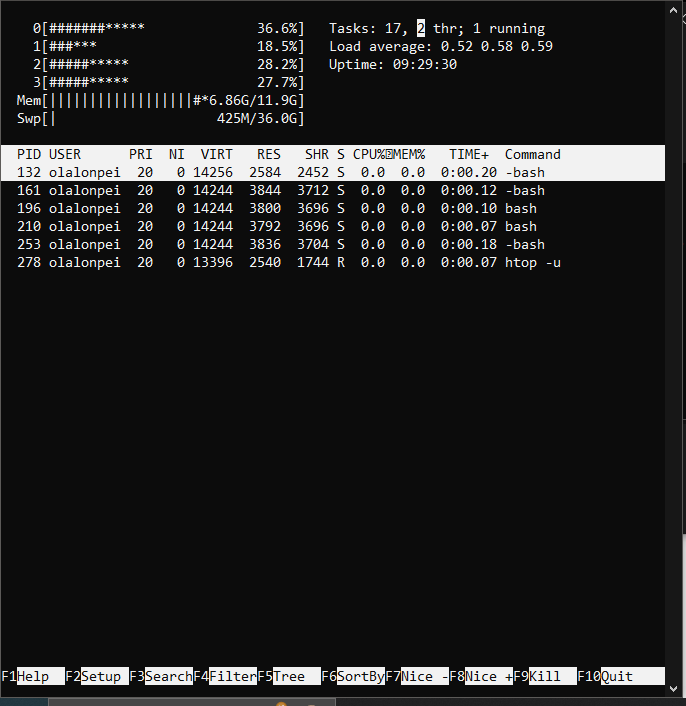 0[#######***** 36.6%] Tasks: 17, 2 thr; 1 running
1[###*** 18.5%] Load average: 0.52 0.58 0.59
2[#####***** 28.2%] Uptime: 09:29:30
3[#####***** 27.7%]
Mem[||||||||||||||||||#*6.86G/11.9G]
Swp[| 425M/36.0G]
PID USER PRI NI VIRT RES SHR S CPU% MEM% TIME+ Command
132 olalonpei 20 0 14256 2584 2452 S 0.0 0.0 0:00.20 -bash
161 olalonpei 20 0 14244 3844 3712 S 0.0 0.0 0:00.12 -bash
196 olalonpei 20 0 14244 3800 3696 S 0.0 0.0 0:00.10 bash
210 olalonpei 20 0 14244 3792 3696 S 0.0 0.0 0:00.07 bash
253 olalonpei 20 0 14244 3836 3704 S 0.0 0.0 0:00.18 -bash
278 olalonpei 20 0 13396 2540 1744 R 0.0 0.0 0:00.07 htop -u
F1Help F2Setup F3SearchF4FilterF5Tree F6SortByF7Nice -F8Nice +F9Kill F10Quit